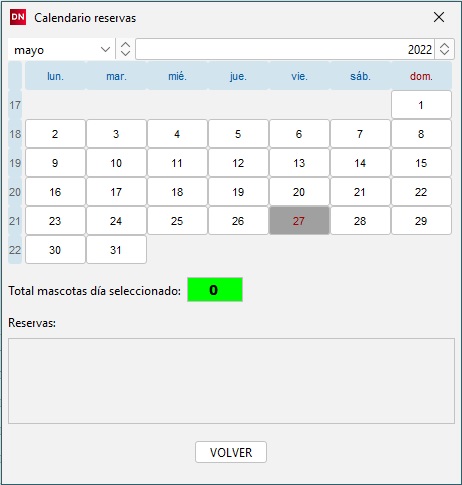 DN Calendario reservas
mayo 2022
lun. mar. mié. jue. vie. sáb. dom.
17 1
18 2 3 4 5 6 7 8
19 9 10 11 12 13 14 15
20 16 17 18 19 20 21 22
21 23 24 25 26 27 28 29
22 30 31
Total mascotas día seleccionado: 0
Reservas:
VOLVER